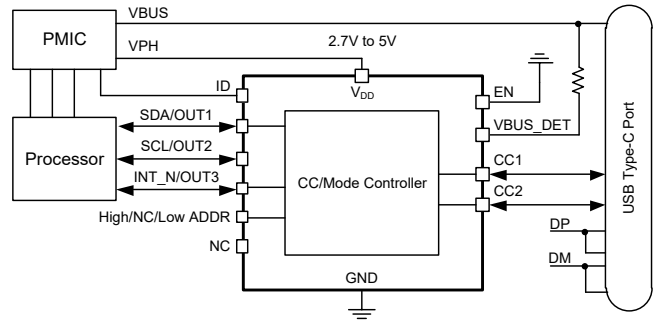 VBUS
PMIC
VPH
2.7V to 5V
ID
VDD
EN
SDA/OUT1
VBUS_DET
SCL/OUT2
Processor
CC/Mode Controller
CC1
INT_N/OUT3
CC2
High/NC/Low ADDR
NC
DP
DM
GND
USB Type-C Port